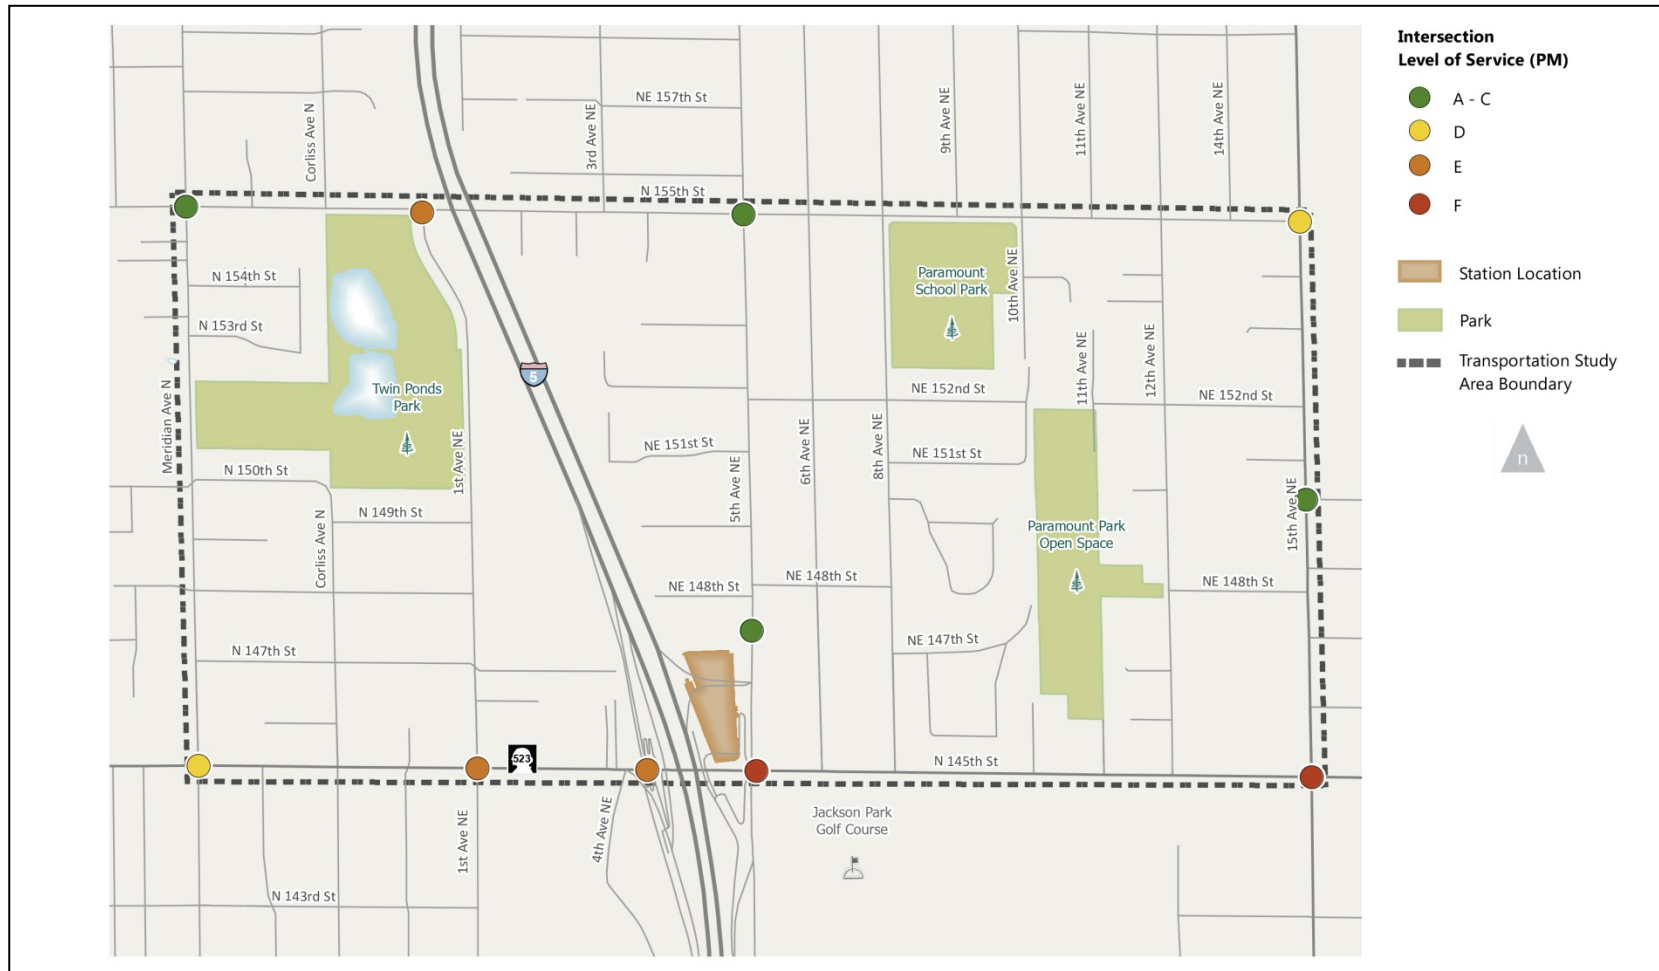 Intersection
Level of Service (PM)
A - C
D
E
F
Station Location
Park
Transportation Study
Area Boundary
n
NE 157th St
Corliss Ave N
3rd Ave NE
9th Ave NE
11th Ave NE
14th Ave NE
N 155th St
N 154th St
N 153rd St
Paramount
School Park
10th Ave NE
5
Twin Ponds
Park
Meridian Ave N
NE 152nd St
11th Ave NE
12th Ave NE
NE 152nd St
1st Ave NE
NE 151st St
6th Ave NE
8th Ave NE
NE 151st St
N 150th St
5th Ave NE
N 149th St
Corliss Ave N
Paramount Park
Open Space
15th Ave NE
NE 148th St
NE 148th St
NE 148th St
N 147th St
NE 147th St
523
N 145th St
1st Ave NE
4th Ave NE
Jackson Park
Golf Course
N 143rd St